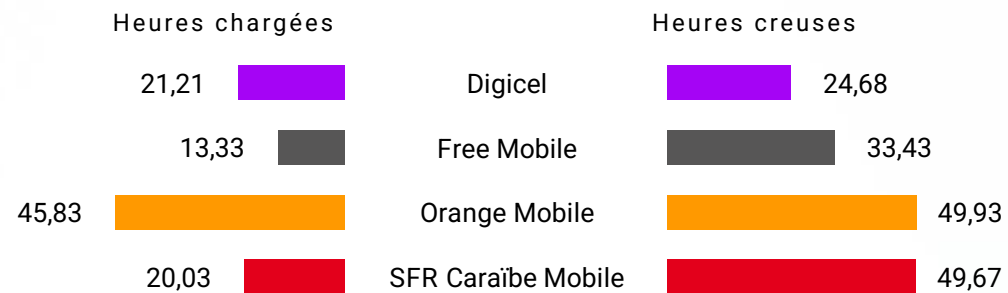 Heures chargées Heures creuses
21,21 Digicel 24,68
13,33 Free Mobile 33,43
45,83 Orange Mobile 49,93
20,03 SFR Caraïbe Mobile 49,67